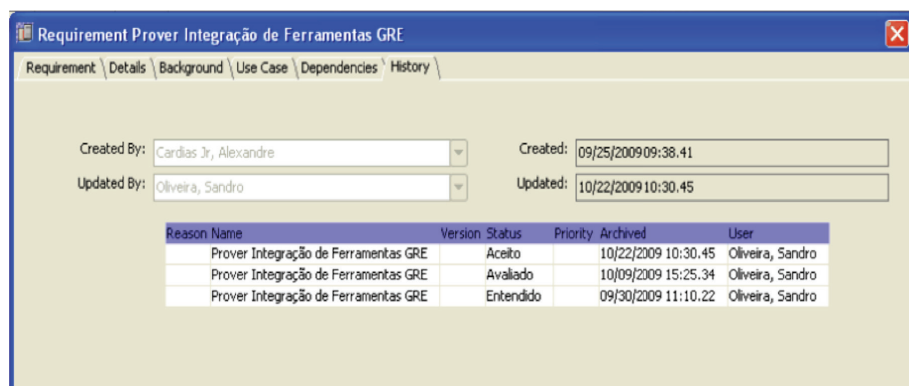 Requirement Prover Integração de Ferramentas GRE
Requirement Details Background Use Case Dependencies History
Created By: Cardias Jr, Alexandre Created: 09/25/2009 09:38.41
Updated By: Oliveira, Sandro Updated: 10/22/2009 10:30.45
Reason Name Version Status Priority Archived User
Prover Integração de Ferramentas GRE Aceito 10/22/2009 10:30.45 Oliveira, Sandro
Prover Integração de Ferramentas GRE Avaliado 10/09/2009 15:25.34 Oliveira, Sandro
Prover Integração de Ferramentas GRE Entendido 09/30/2009 11:10.22 Oliveira, Sandro